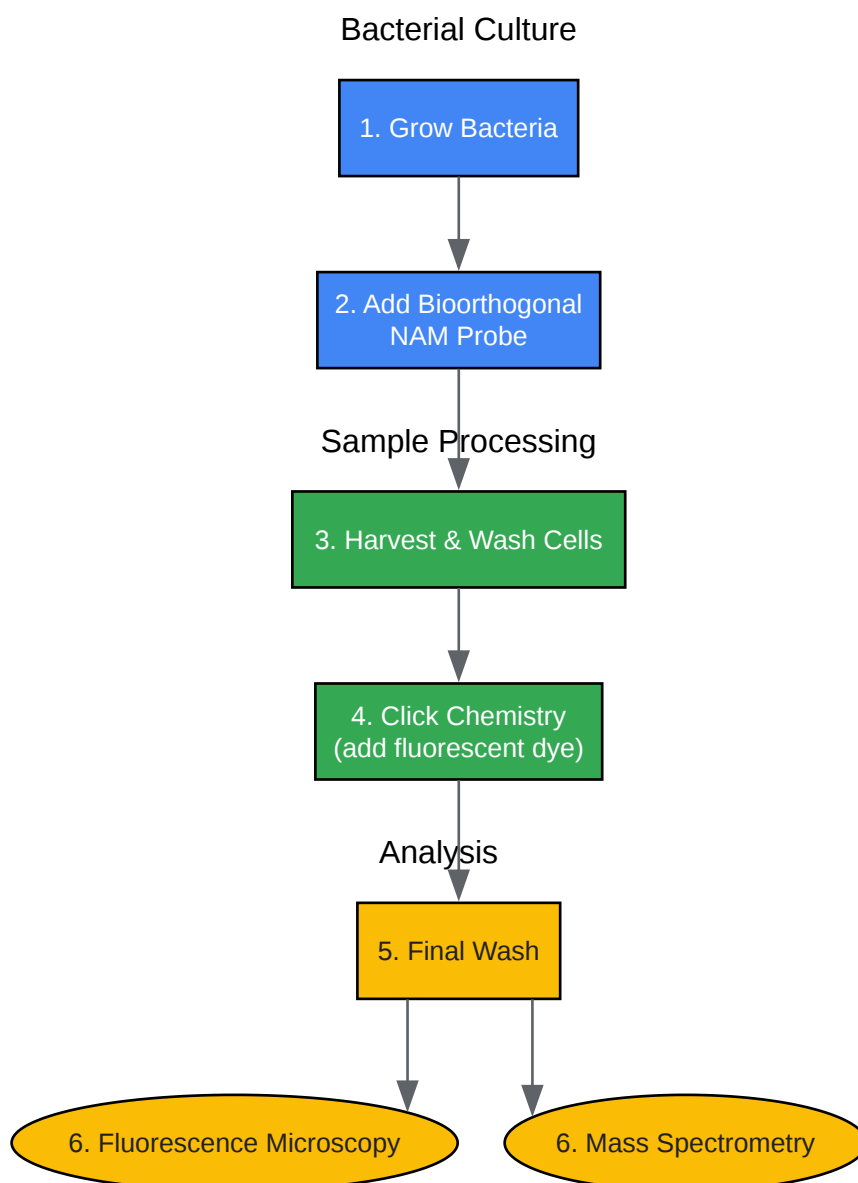 Bacterial Culture
1. Grow Bacteria
2. Add Bioorthogonal
NAM Probe
Sample Processing
3. Harvest & Wash Cells
4. Click Chemistry
(add fluorescent dye)
Analysis
5. Final Wash
6. Fluorescence Microscopy
6. Mass Spectrometry